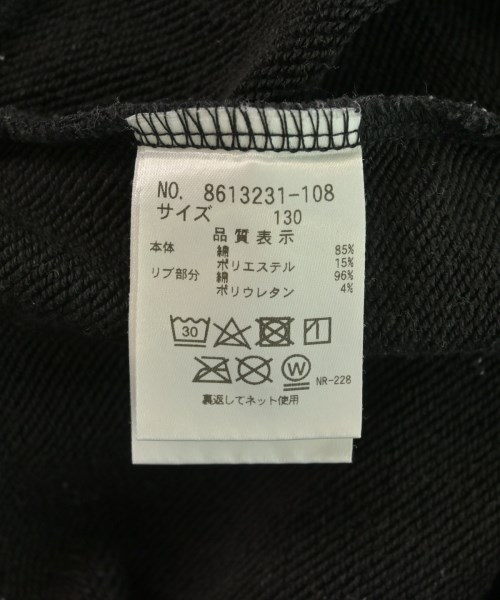 NO. 8613231-108
サイズ 130
品質表示
本体 綿 85%
ポリエステル 15%
リブ部分 綿 96%
ポリウレタン 4%
30
W
NR-228
裏返してネット使用